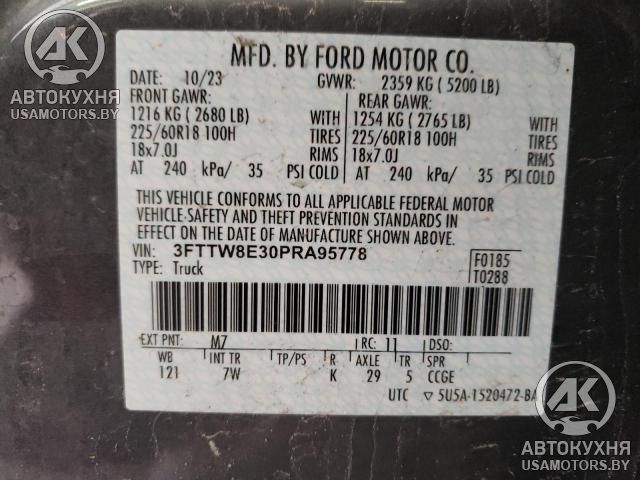 MFD. BY FORD MOTOR CO.
DATE: 10/23 GVWR: 2359 KG ( 5200 LB)
FRONT GAWR: REAR GAWR:
1216 KG ( 2680 LB) WITH 1254 KG ( 2765 LB) WITH
225/60R18 100H TIRES 225/60R18 100H TIRES
18x7.0J RIMS 18x7.0J RIMS
AT 240 kPa/ 35 PSI COLD AT 240 kPa/ 35 PSI COLD
THIS VEHICLE CONFORMS TO ALL APPLICABLE FEDERAL MOTOR
VEHICLE-SAFETY AND THEFT PREVENTION STANDARDS IN
EFFECT ON THE DATE OF MANUFACTURE SHOWN ABOVE.
VIN: 3FTTW8E30PRA95778 F0185
TYPE: Truck T0288
EXT PNT: M7 RC: 11 DSO:
WB INT TR TP/PS R AXLE TR SPR
121 7W K 29 5 CCGE
UTC ▽ 5U5A-1520472-BA
AK
АВТОКУХНЯ
USAMOTORS.BY
AK
АВТОКУХНЯ
USAMOTORS.BY